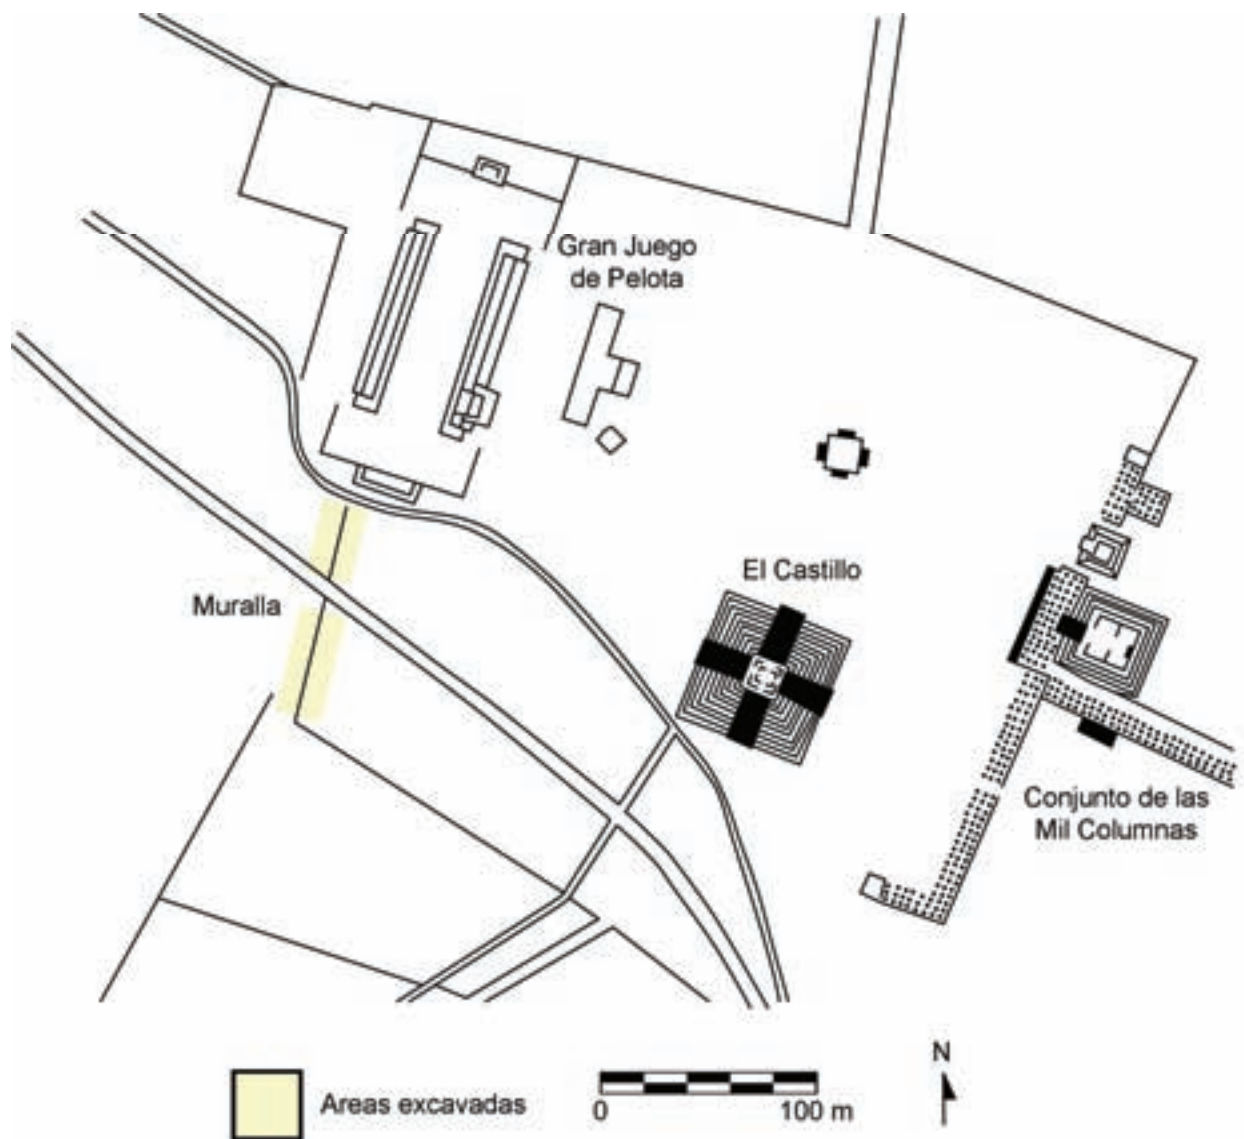 Gran Juego
de Pelota
El Castillo
Muralla
Conjunto de las
Mil Columnas
N
Areas excavadas
0 100 m